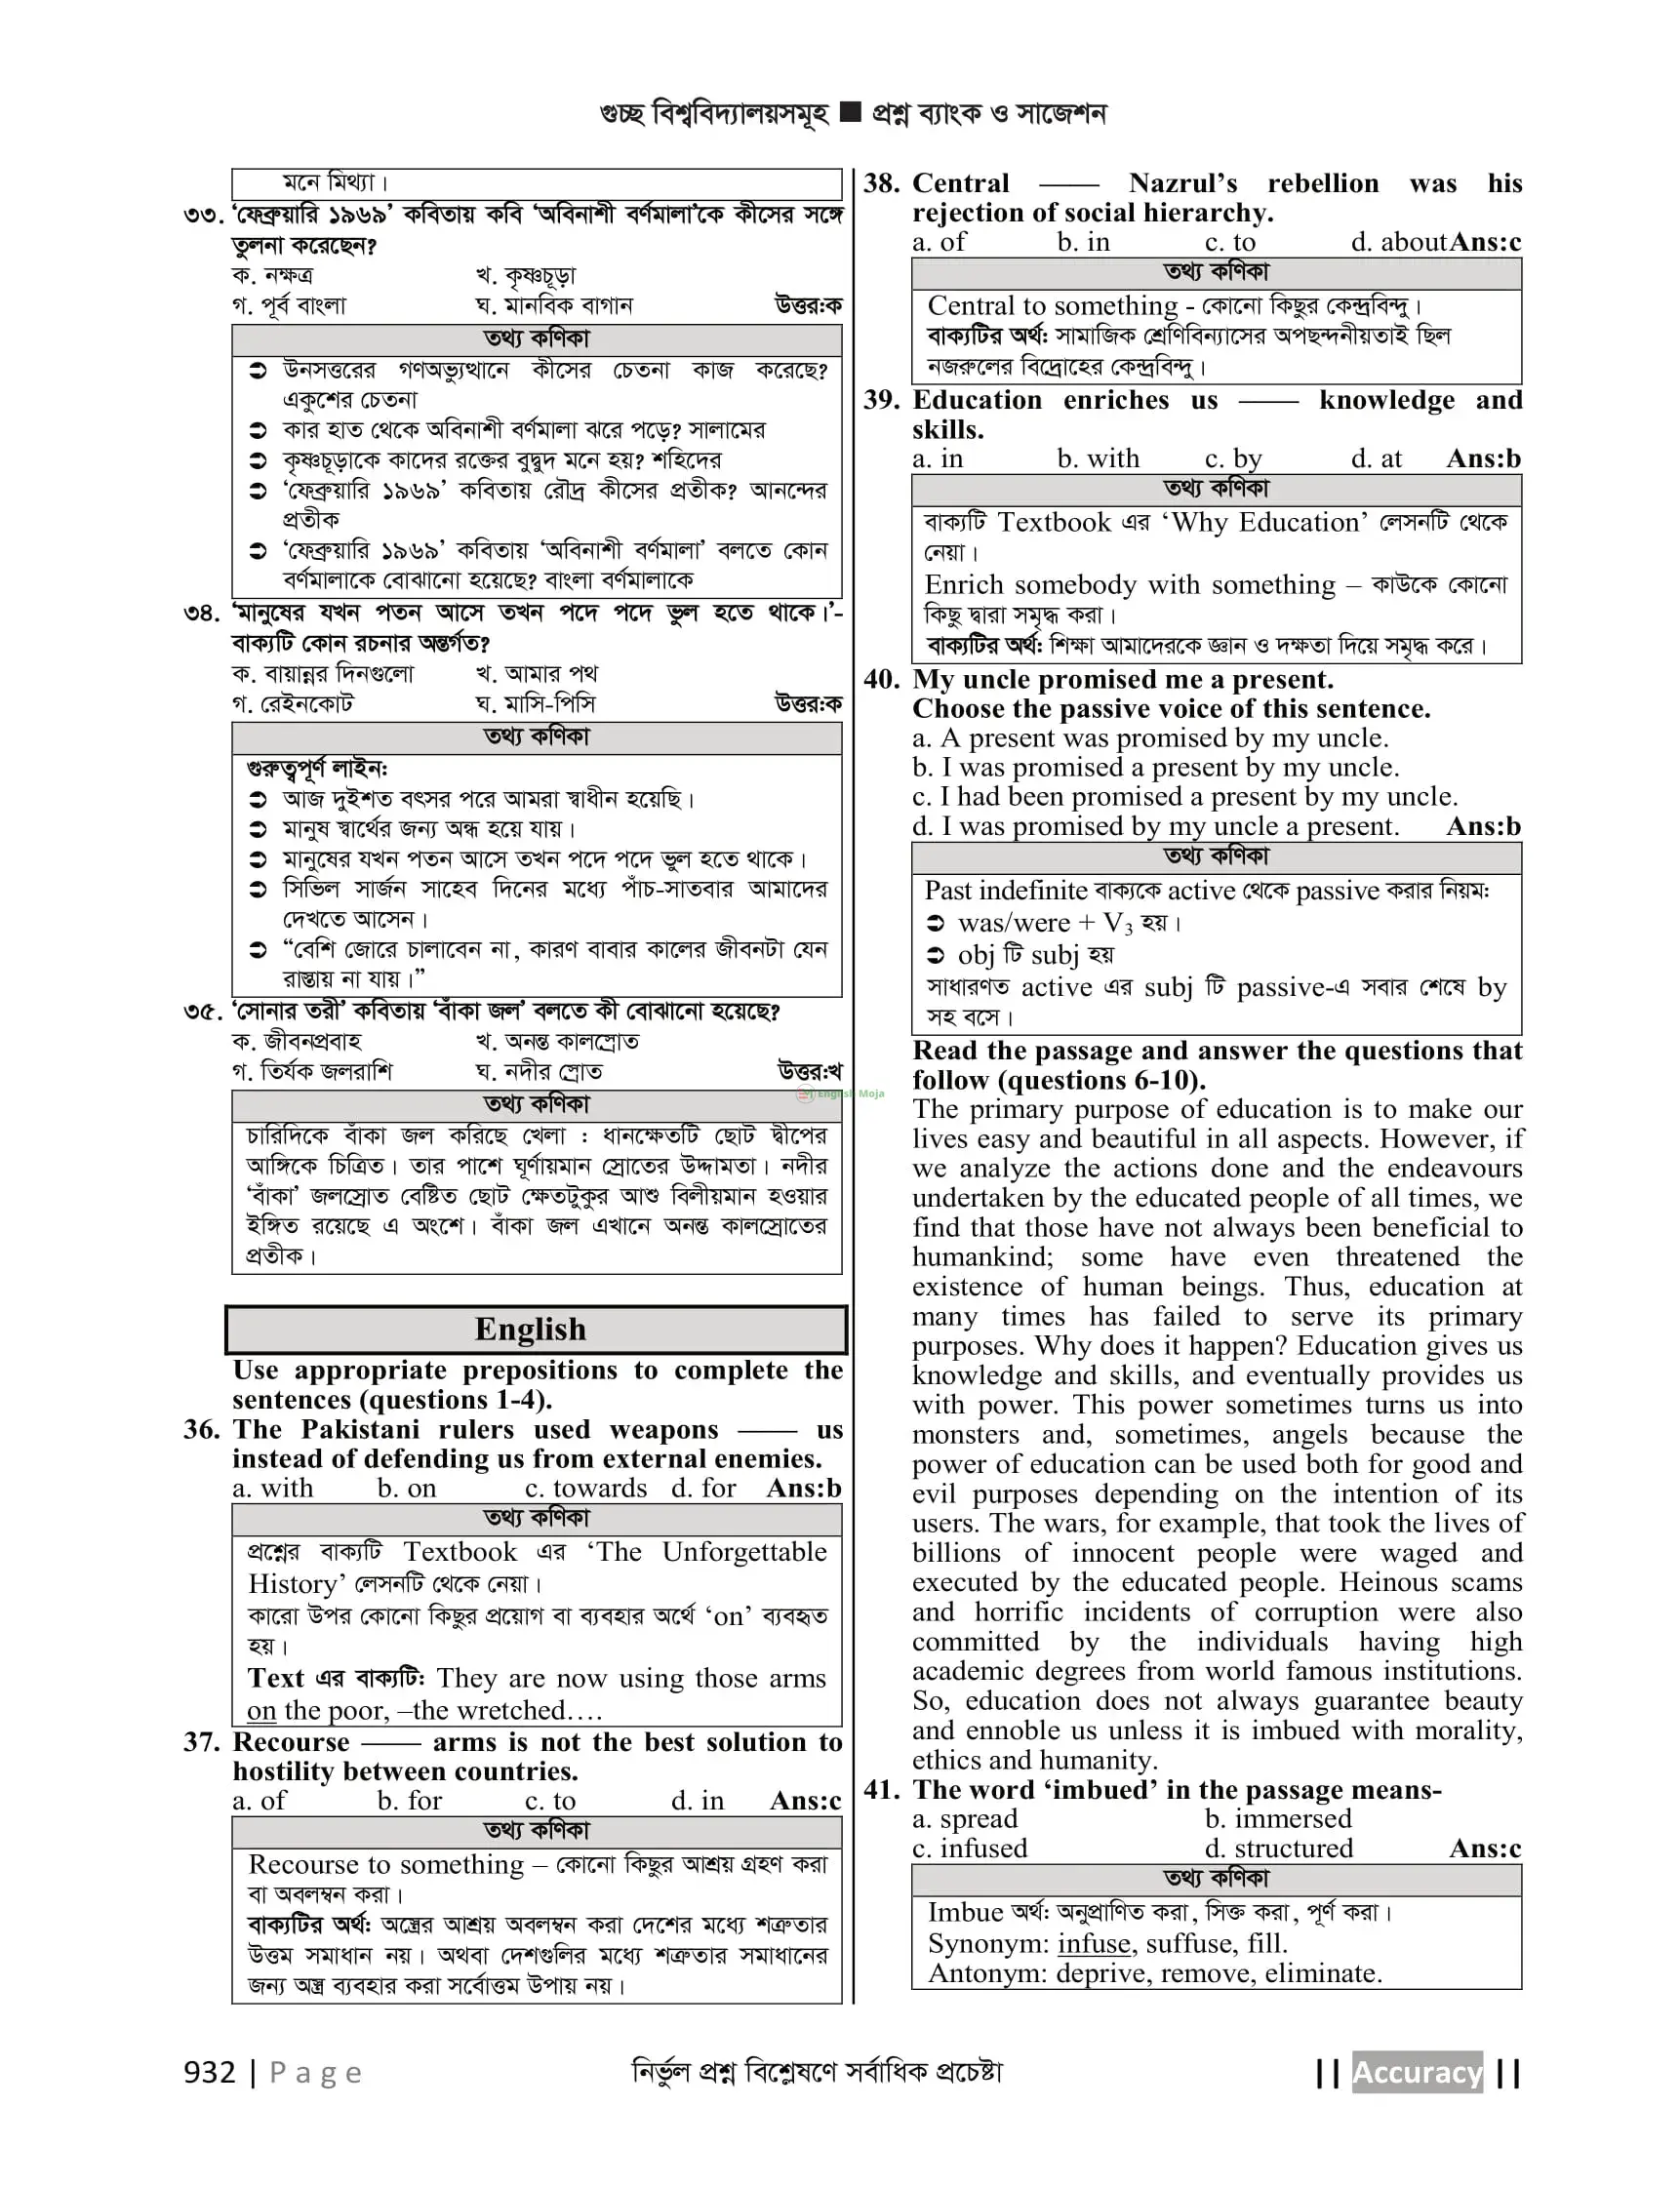 গুচ্ছ বিশ্ববিদ্যালয়সমূহ ■ প্রশ্ন ব্যাংক ও সাজেশন
মনে মিথ্যা।
৩৩. ‘ফেব্রুয়ারি ১৯৬৯’ কবিতায় কবি ‘অবিনাশী বর্ণমালা’কে কীসের সঙ্গে
তুলনা করেছেন?
ক. নক্ষত্র খ. কৃষ্ণচূড়া
গ. পূর্ব বাংলা ঘ. মানবিক বাগান উত্তর:ক
তথ্য কণিকা
➲ উনসত্তরের গণঅভ্যুত্থানে কীসের চেতনা কাজ করেছে?
একুশের চেতনা
➲ কার হাত থেকে অবিনাশী বর্ণমালা ঝরে পড়ে? সালামের
➲ কৃষ্ণচূড়াকে কাদের রক্তের বুদ্বুদ মনে হয়? শহিদের
➲ ‘ফেব্রুয়ারি ১৯৬৯’ কবিতায় রৌদ্র কীসের প্রতীক? আনন্দের
প্রতীক
➲ ‘ফেব্রুয়ারি ১৯৬৯’ কবিতায় ‘অবিনাশী বর্ণমালা’ বলতে কোন
বর্ণমালাকে বোঝানো হয়েছে? বাংলা বর্ণমালাকে
৩৪. ‘মানুষের যখন পতন আসে তখন পদে পদে ভুল হতে থাকে।’-
বাক্যটি কোন রচনার অন্তর্গত?
ক. বায়ান্নর দিনগুলো খ. আমার পথ
গ. রেইনকোট ঘ. মাসি-পিসি উত্তর:ক
তথ্য কণিকা
গুরুত্বপূর্ণ লাইন:
➲ আজ দুইশত বৎসর পরে আমরা স্বাধীন হয়েছি।
➲ মানুষ স্বার্থের জন্য অন্ধ হয়ে যায়।
➲ মানুষের যখন পতন আসে তখন পদে পদে ভুল হতে থাকে।
➲ সিভিল সার্জন সাহেব দিনের মধ্যে পাঁচ-সাতবার আমাদের
দেখতে আসেন।
➲ “বেশি জোরে চালাবেন না, কারণ বাবার কালের জীবনটা যেন
রাস্তায় না যায়।”
৩৫. ‘সোনার তরী’ কবিতায় ‘বাঁকা জল’ বলতে কী বোঝানো হয়েছে?
ক. জীবনপ্রবাহ খ. অনন্ত কালস্রোত
গ. তির্যক জলরাশি ঘ. নদীর স্রোত উত্তর:খ
তথ্য কণিকা
চারিদিকে বাঁকা জল করিছে খেলা : ধানক্ষেতটি ছোট দ্বীপের
আঙ্গিকে চিত্রিত। তার পাশে ঘূর্ণায়মান স্রোতের উদ্দামতা। নদীর
‘বাঁকা’ জলস্রোত বেষ্টিত ছোট ক্ষেতটুকুর আশু বিলীয়মান হওয়ার
ইঙ্গিত রয়েছে এ অংশে। বাঁকা জল এখানে অনন্ত কালস্রোতের
প্রতীক।
English
Use appropriate prepositions to complete the
sentences (questions 1-4).
36. The Pakistani rulers used weapons —— us
instead of defending us from external enemies.
a. with b. on c. towards d. for Ans:b
তথ্য কণিকা
প্রশ্নের বাক্যটি Textbook এর ‘The Unforgettable
History’ লেসনটি থেকে নেয়া।
কারো উপর কোনো কিছুর প্রয়োগ বা ব্যবহার অর্থে ‘on’ ব্যবহৃত
হয়।
Text এর বাক্যটি: They are now using those arms
on the poor, –the wretched….
37. Recourse —— arms is not the best solution to
hostility between countries.
a. of b. for c. to d. in Ans:c
তথ্য কণিকা
Recourse to something – কোনো কিছুর আশ্রয় গ্রহণ করা
বা অবলম্বন করা।
বাক্যটির অর্থ: অস্ত্রের আশ্রয় অবলম্বন করা দেশের মধ্যে শত্রুতার
উত্তম সমাধান নয়। অথবা দেশগুলির মধ্যে শত্রুতার সমাধানের
জন্য অস্ত্র ব্যবহার করা সর্বোত্তম উপায় নয়।
38. Central —— Nazrul’s rebellion was his
rejection of social hierarchy.
a. of b. in c. to d. about Ans:c
তথ্য কণিকা
Central to something - কোনো কিছুর কেন্দ্রবিন্দু।
বাক্যটির অর্থ: সামাজিক শ্রেণিবিন্যাসের অপছন্দনীয়তাই ছিল
নজরুলের বিদ্রোহের কেন্দ্রবিন্দু।
39. Education enriches us —— knowledge and
skills.
a. in b. with c. by d. at Ans:b
তথ্য কণিকা
বাক্যটি Textbook এর ‘Why Education’ লেসনটি থেকে
নেয়া।
Enrich somebody with something – কাউকে কোনো
কিছু দ্বারা সমৃদ্ধ করা।
বাক্যটির অর্থ: শিক্ষা আমাদেরকে জ্ঞান ও দক্ষতা দিয়ে সমৃদ্ধ করে।
40. My uncle promised me a present.
Choose the passive voice of this sentence.
a. A present was promised by my uncle.
b. I was promised a present by my uncle.
c. I had been promised a present by my uncle.
d. I was promised by my uncle a present. Ans:b
তথ্য কণিকা
Past indefinite বাক্যকে active থেকে passive করার নিয়ম:
➲ was/were + V3 হয়।
➲ obj টি subj হয়
সাধারণত active এর subj টি passive-এ সবার শেষে by
সহ বসে।
Read the passage and answer the questions that
follow (questions 6-10).
The primary purpose of education is to make our
lives easy and beautiful in all aspects. However, if
we analyze the actions done and the endeavours
undertaken by the educated people of all times, we
find that those have not always been beneficial to
humankind; some have even threatened the
existence of human beings. Thus, education at
many times has failed to serve its primary
purposes. Why does it happen? Education gives us
knowledge and skills, and eventually provides us
with power. This power sometimes turns us into
monsters and, sometimes, angels because the
power of education can be used both for good and
evil purposes depending on the intention of its
users. The wars, for example, that took the lives of
billions of innocent people were waged and
executed by the educated people. Heinous scams
and horrific incidents of corruption were also
committed by the individuals having high
academic degrees from world famous institutions.
So, education does not always guarantee beauty
and ennoble us unless it is imbued with morality,
ethics and humanity.
41. The word ‘imbued’ in the passage means-
a. spread b. immersed
c. infused d. structured Ans:c
তথ্য কণিকা
Imbue অর্থ: অনুপ্রাণিত করা, সিক্ত করা, পূর্ণ করা।
Synonym: infuse, suffuse, fill.
Antonym: deprive, remove, eliminate.
English Moja
932 | Page নির্ভুল প্রশ্ন বিশ্লেষণে সর্বাধিক প্রচেষ্টা || Accuracy ||